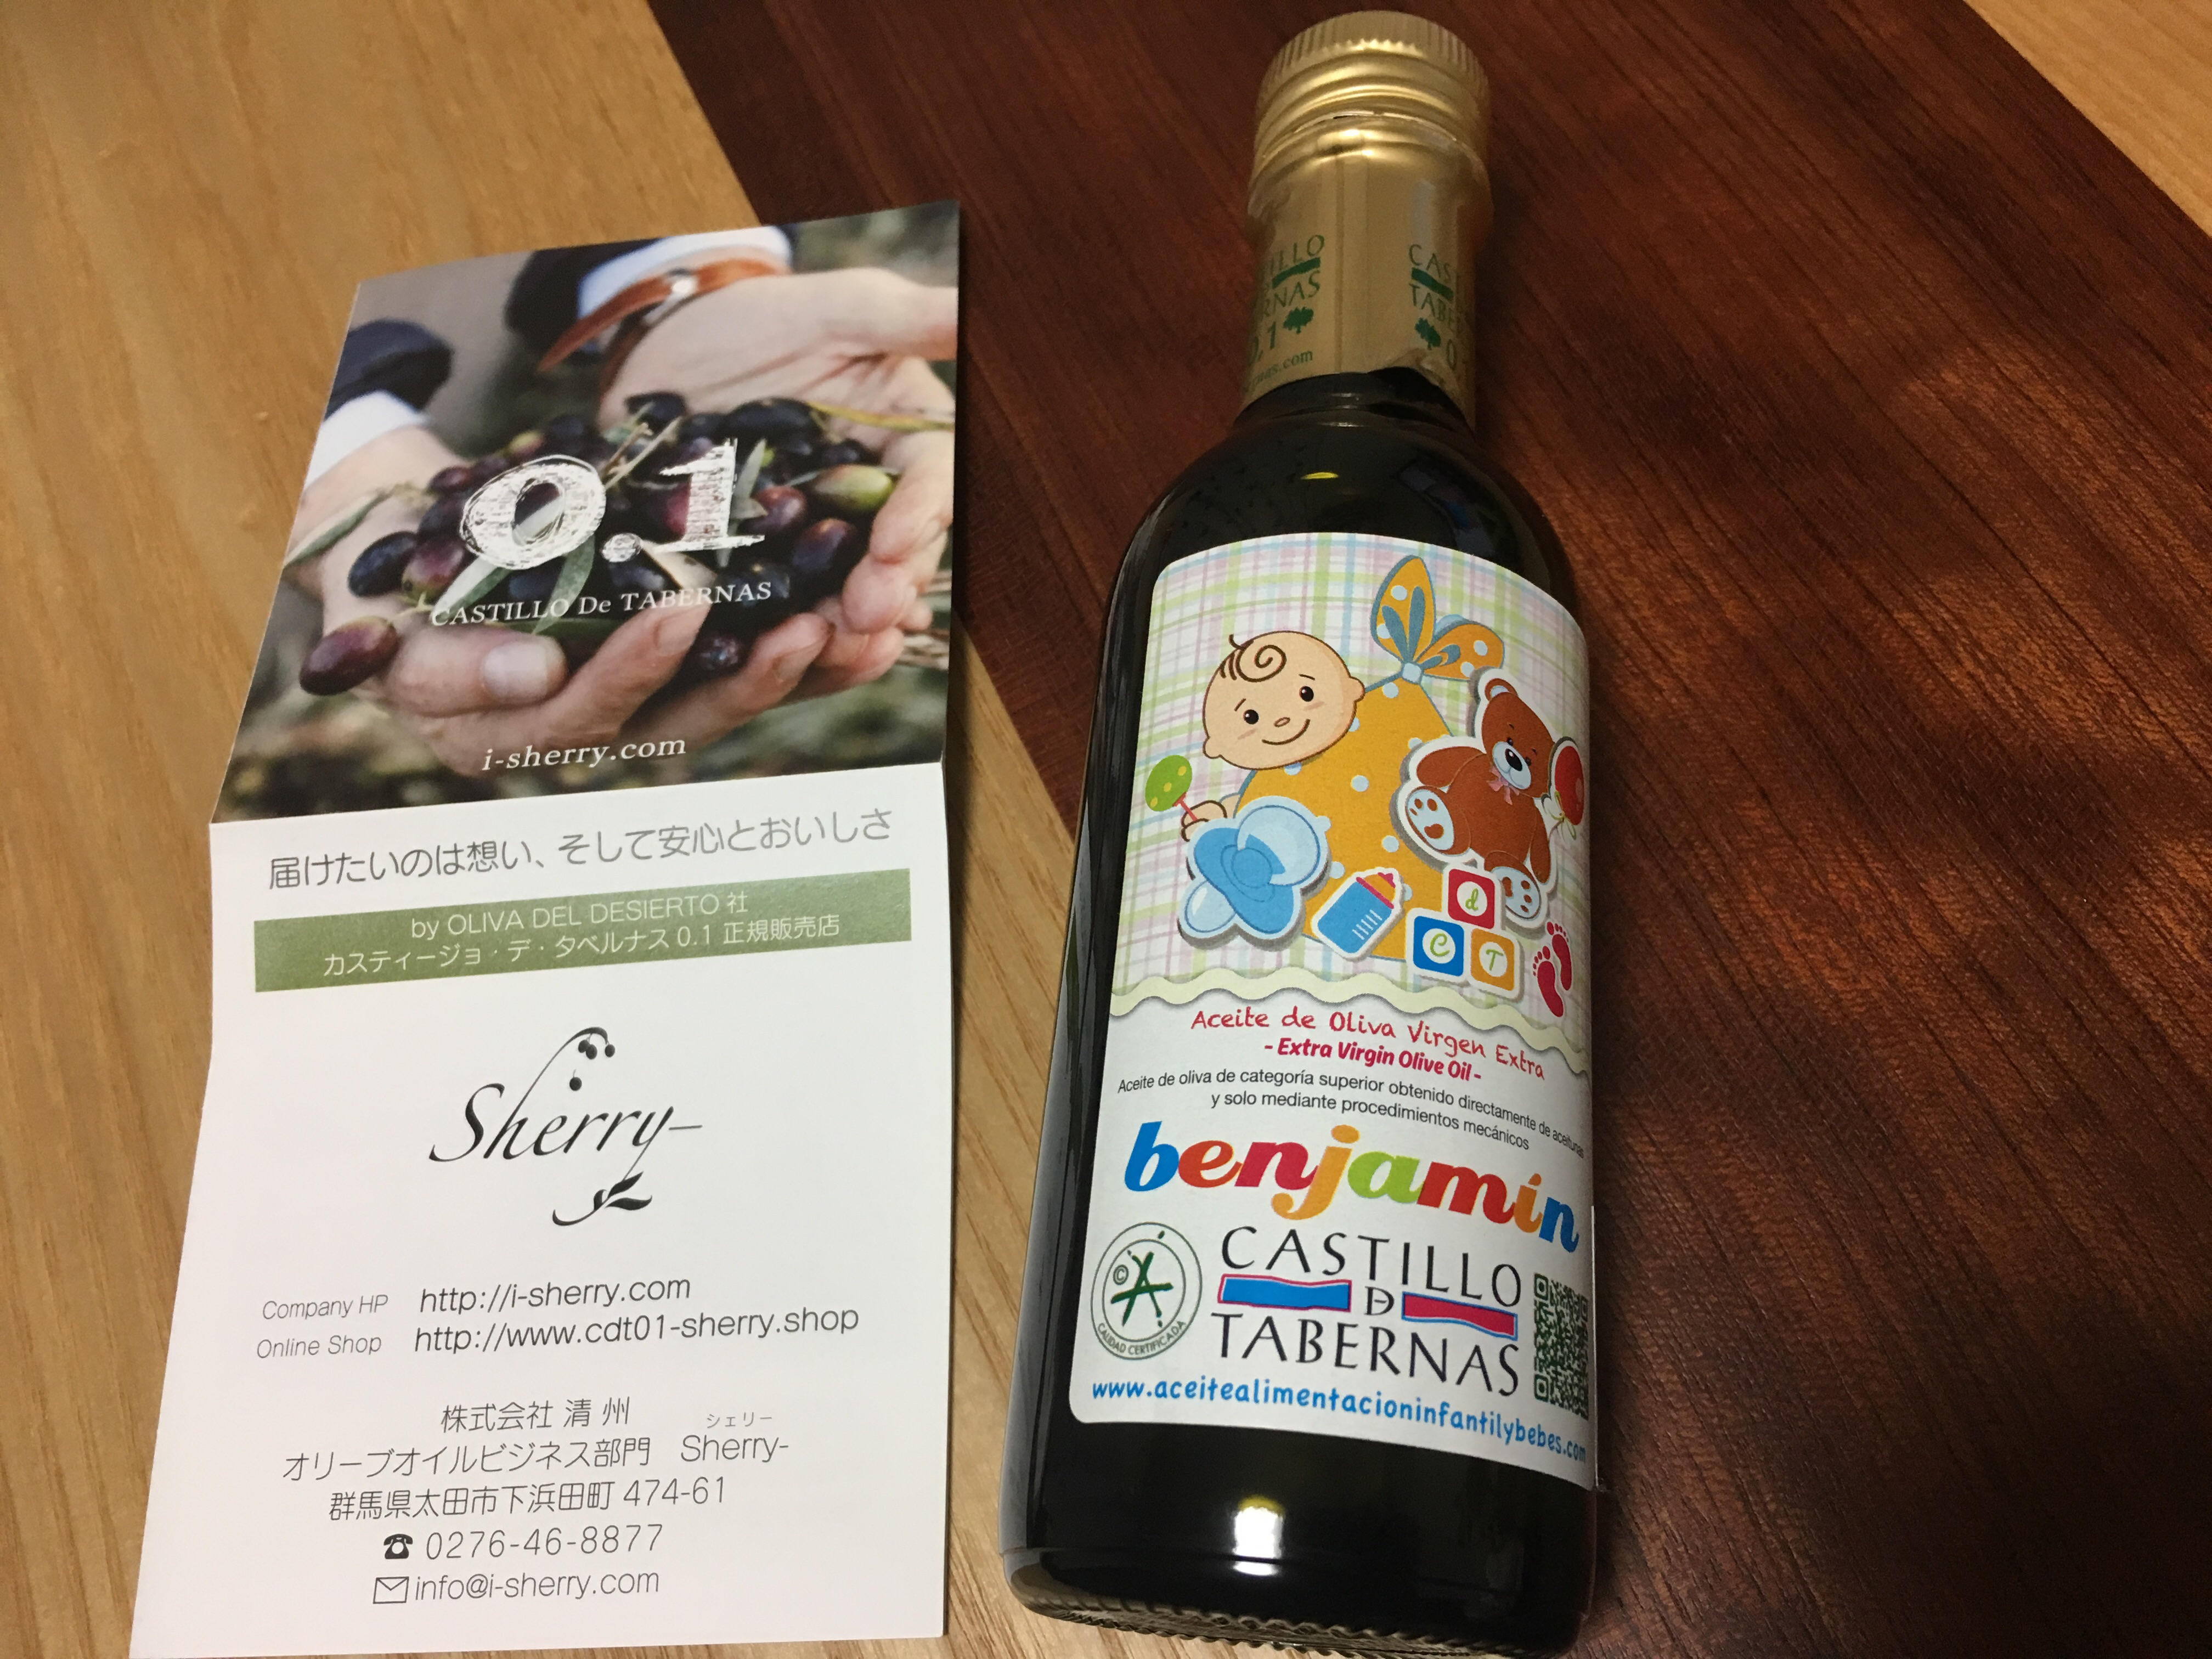 0.1
CASTILLO De TABERNAS
i-sherry.com
届けたいのは想い、そして安心とおいしさ
by OLIVA DEL DESIERTO 社
カスティージョ・デ・タベルナス 0.1 正規販売店
Sherry-
Company HP http://i-sherry.com
Online Shop http://www.cdt01-sherry.shop
株式会社 清 州
シェリー
オリーブオイルビジネス部門 Sherry-
群馬県太田市下浜田町 474-61
0276-46-8877
info@i-sherry.com
d
C T
Aceite de Oliva Virgen Extra
- Extra Virgin Olive Oil -
Aceite de oliva de categoría superior obtenido directamente de aceitunas
y solo mediante procedimientos mecánicos
benjamín
CASTILLO
D
TABERNAS
CALIDAD CERTIFICADA
www.aceitealimentacioninfantilybebes.com